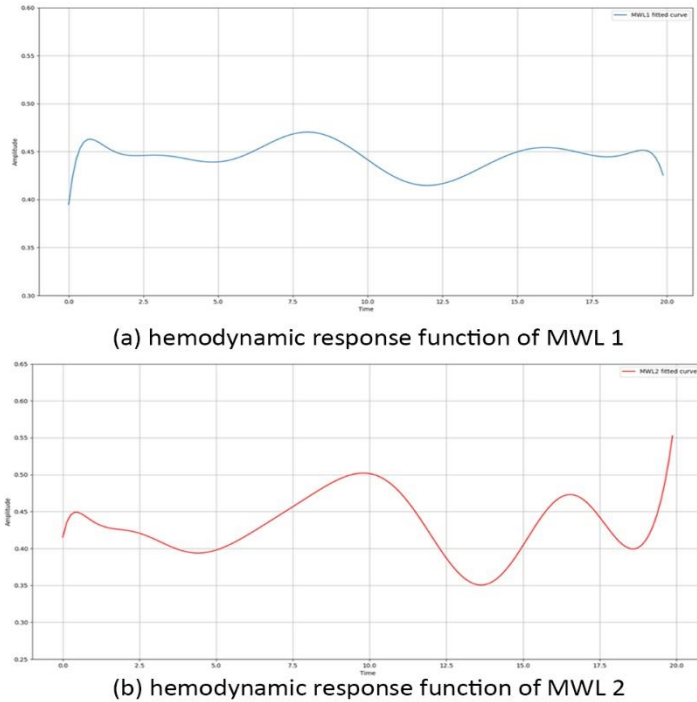 MWL1 fitted curve
0.60
0.55
0.50
0.45
0.40
0.35
0.30
Amplitude
0.0 2.5 5.0 7.5 10.0 12.5 15.0 17.5 20.0
Time
(a) hemodynamic response function of MWL 1
MWL2 fitted curve
0.65
0.60
0.55
0.50
0.45
0.40
0.35
0.30
0.25
Amplitude
0.0 2.5 5.0 7.5 10.0 12.5 15.0 17.5 20.0
Time
(b) hemodynamic response function of MWL 2